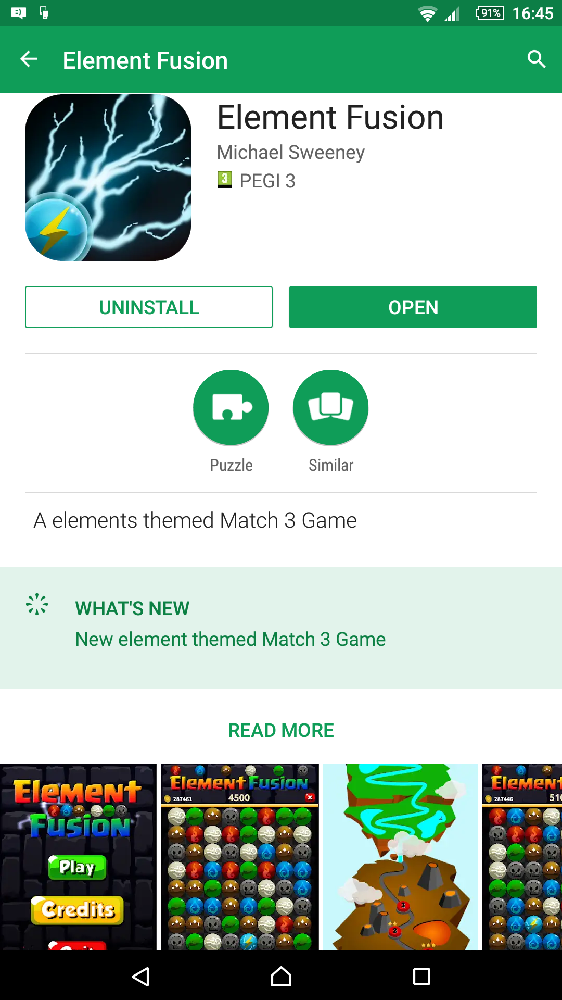 91% 16:45
Element Fusion
Element Fusion
Michael Sweeney
3 PEGI 3
UNINSTALL
OPEN
Puzzle
Similar
A elements themed Match 3 Game
WHAT'S NEW
New element themed Match 3 Game
READ MORE
Element
Fusion
Play
Credits
Element Fusion
287461 4500
3
2
Element
287446